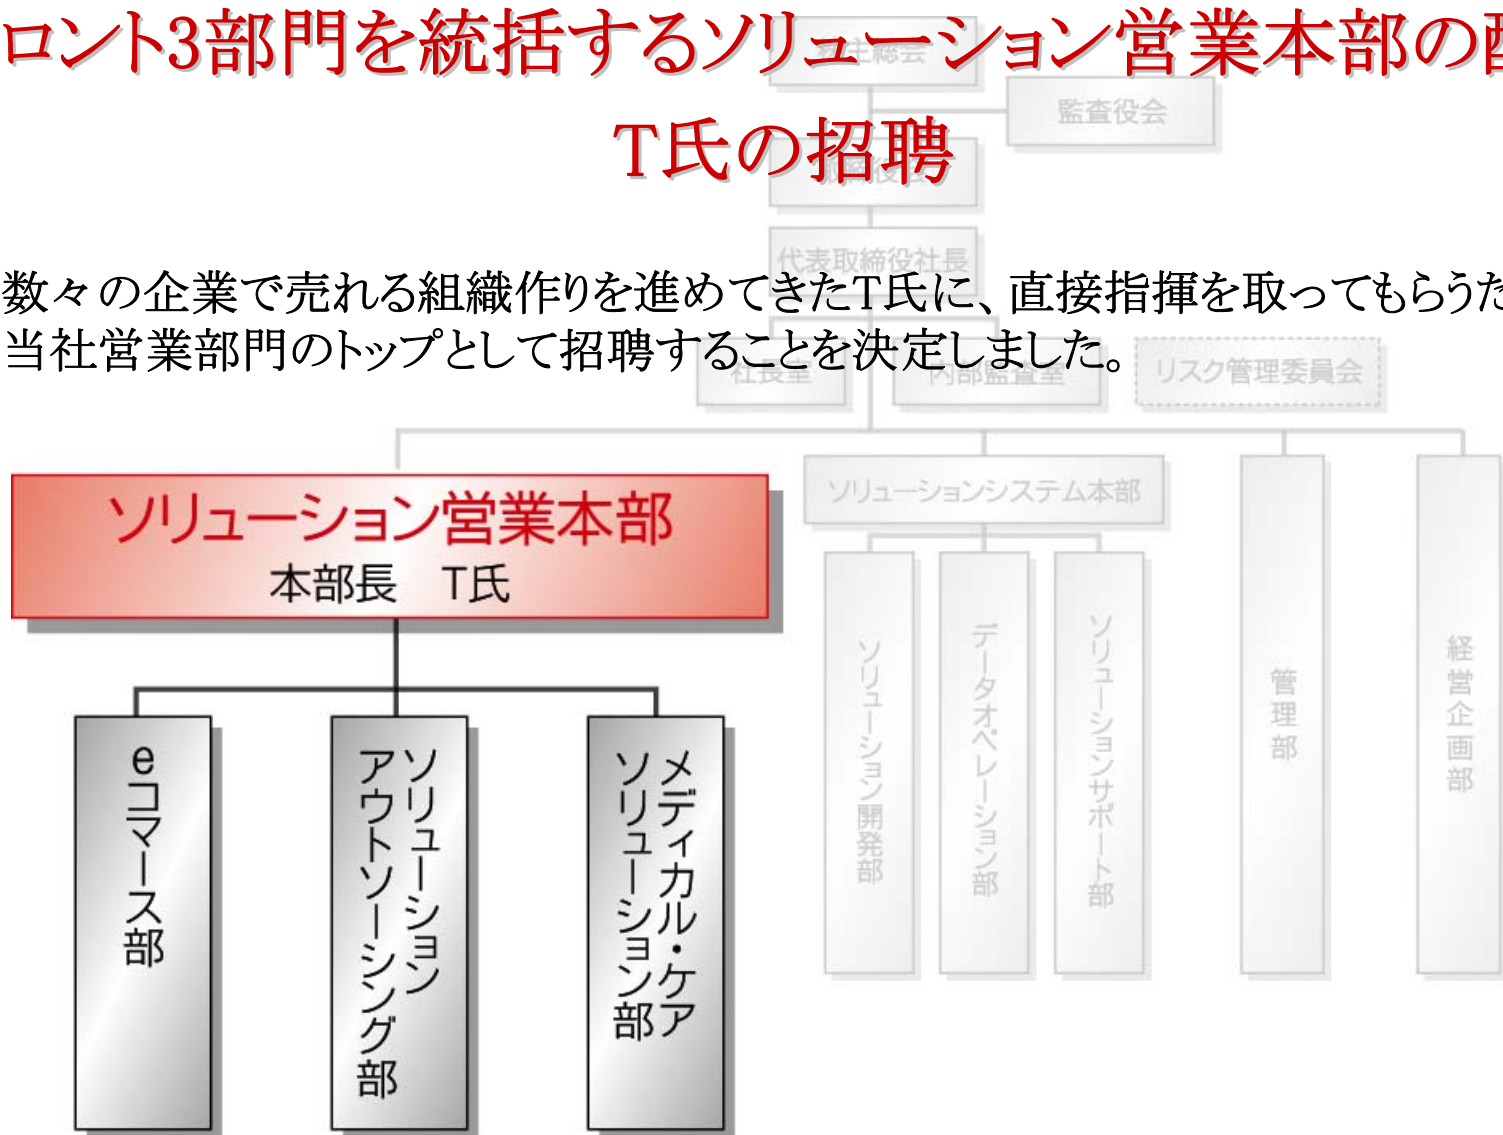 ロント3部門を統括するソリューション営業本部の
T氏の招聘
監査役会
代表取締役社長
数々の企業で売れる組織作りを進めてきたT氏に、直接指揮を取ってもらうた
当社営業部門のトップとして招聘することを決定しました。
社長室
内部監査室
リスク管理委員会
ソリューション営業本部
本部長 T氏
ソリューションシステム本部
eコマース部
ソリューション
アウトソーシング部
メディカル・ケア
ソリューション部
ソリューション開発部
データオペレーション部
ソリューションサポート部
管理部
経営企画部